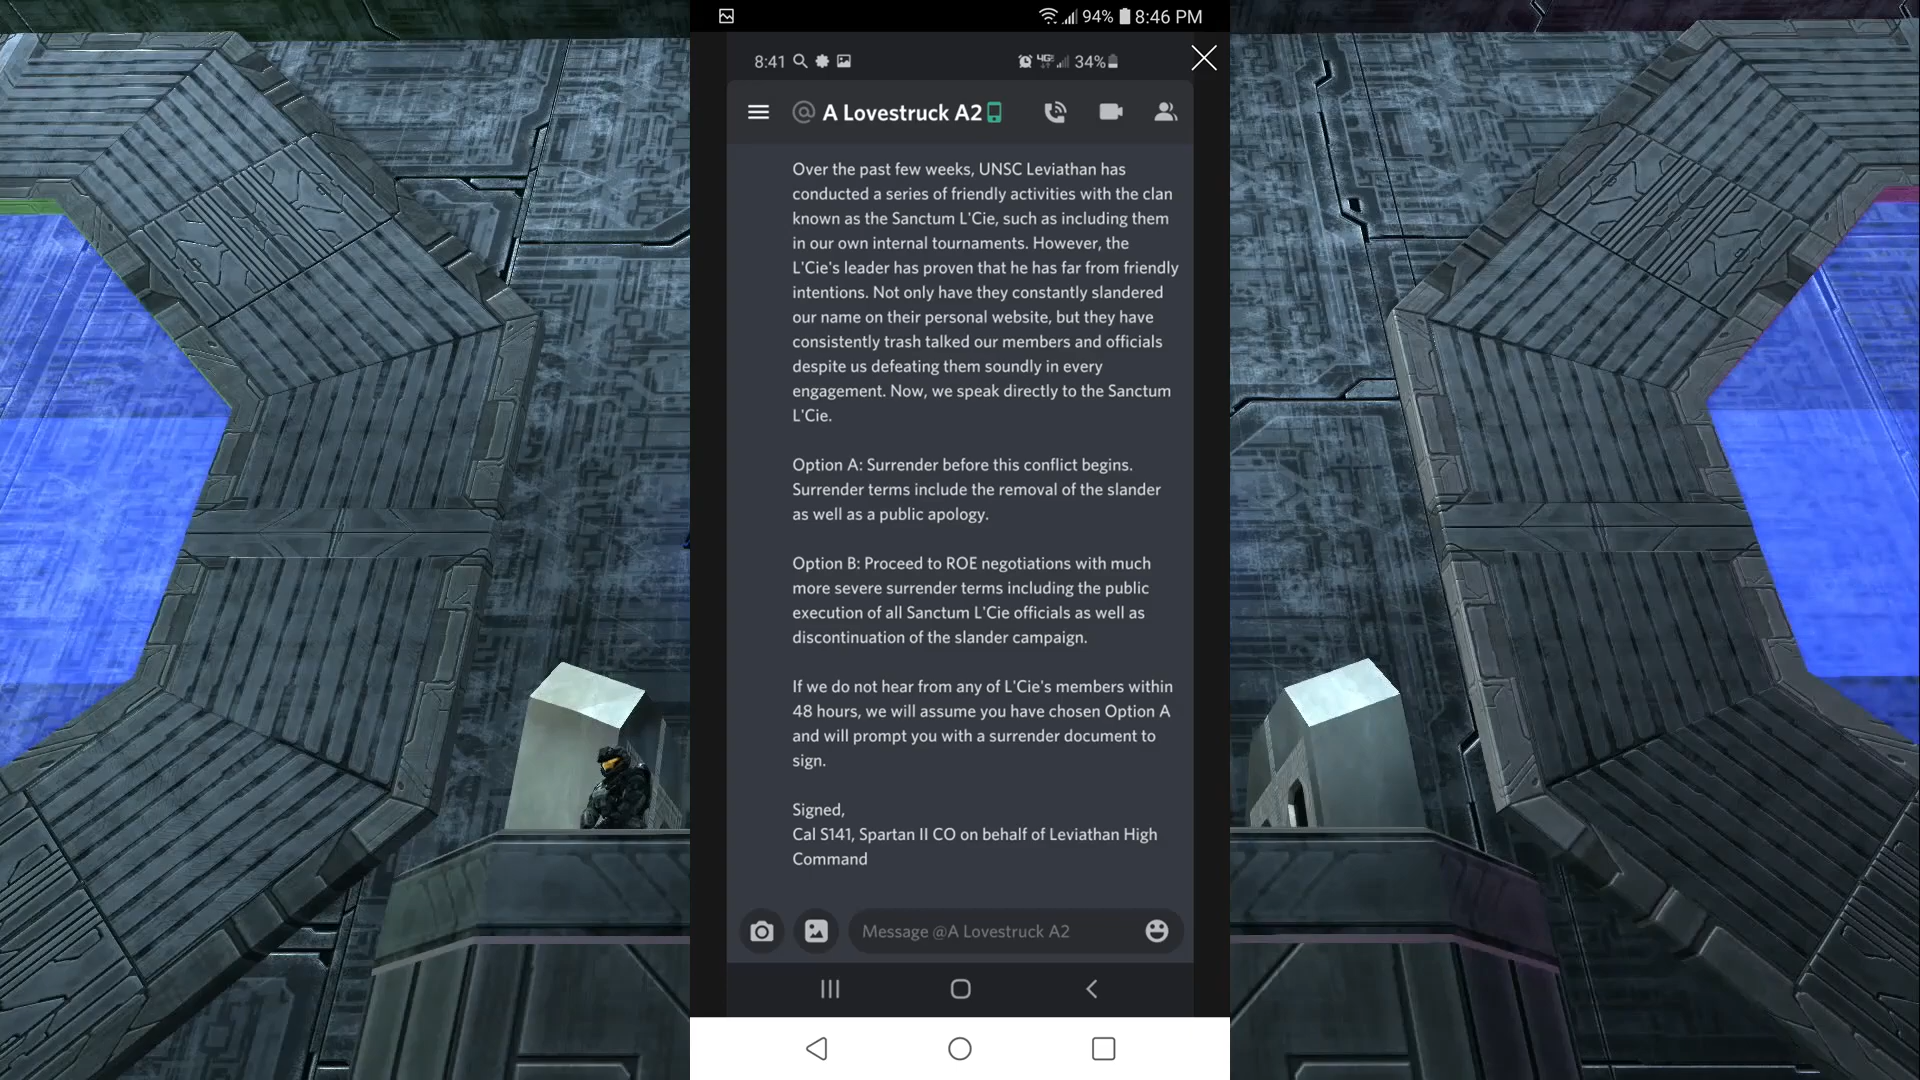 94% 8:46 PM
8:41 4G 34%
@ A Lovestruck A2
Over the past few weeks, UNSC Leviathan has
conducted a series of friendly activities with the clan
known as the Sanctum L'Cie, such as including them
in our own internal tournaments. However, the
L'Cie's leader has proven that he has far from friendly
intentions. Not only have they constantly slandered
our name on their personal website, but they have
consistently trash talked our members and officials
despite us defeating them soundly in every
engagement. Now, we speak directly to the Sanctum
L'Cie.
Option A: Surrender before this conflict begins.
Surrender terms include the removal of the slander
as well as a public apology.
Option B: Proceed to ROE negotiations with much
more severe surrender terms including the public
execution of all Sanctum L'Cie officials as well as
discontinuation of the slander campaign.
If we do not hear from any of L'Cie's members within
48 hours, we will assume you have chosen Option A
and will prompt you with a surrender document to
sign.
Signed,
Cal S141, Spartan II CO on behalf of Leviathan High
Command
Message @A Lovestruck A2